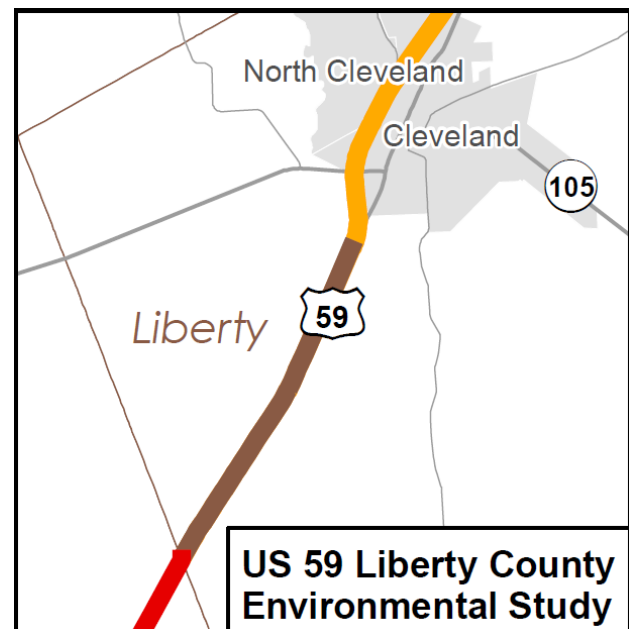 North Cleveland
Cleveland
105
59
Liberty
US 59 Liberty County
Environmental Study